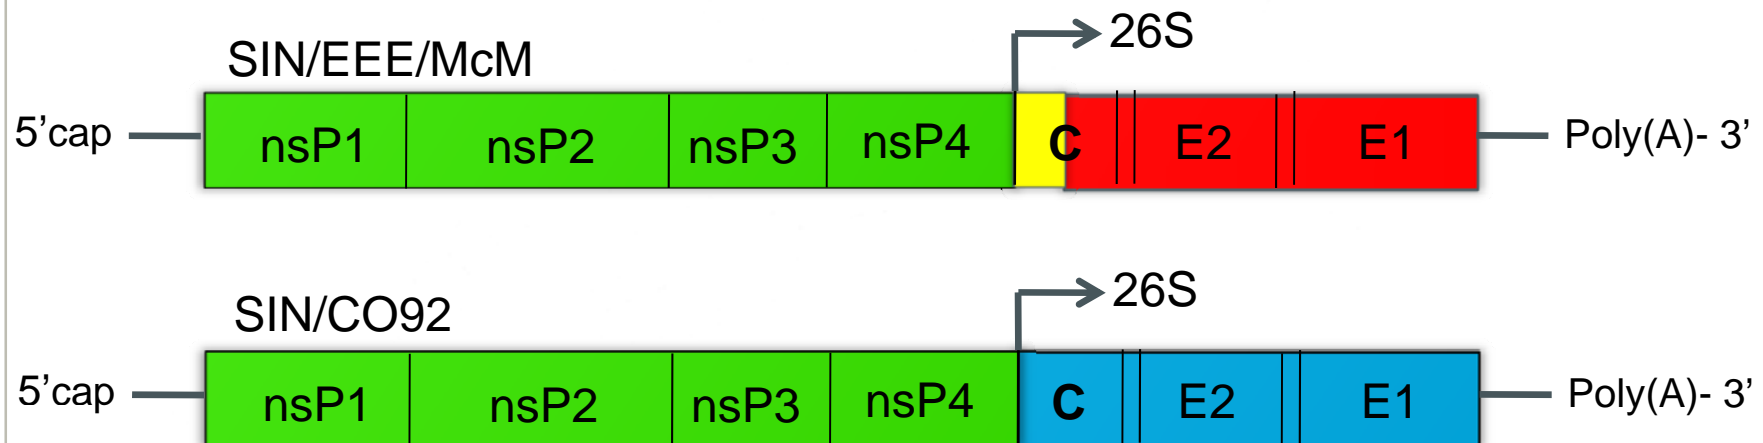 26S
SIN/EEE/McM
5’cap nsP1 nsP2 nsP3 nsP4 C E2 E1 Poly(A)- 3’
26S
SIN/CO92
5’cap nsP1 nsP2 nsP3 nsP4 C E2 E1 Poly(A)- 3’